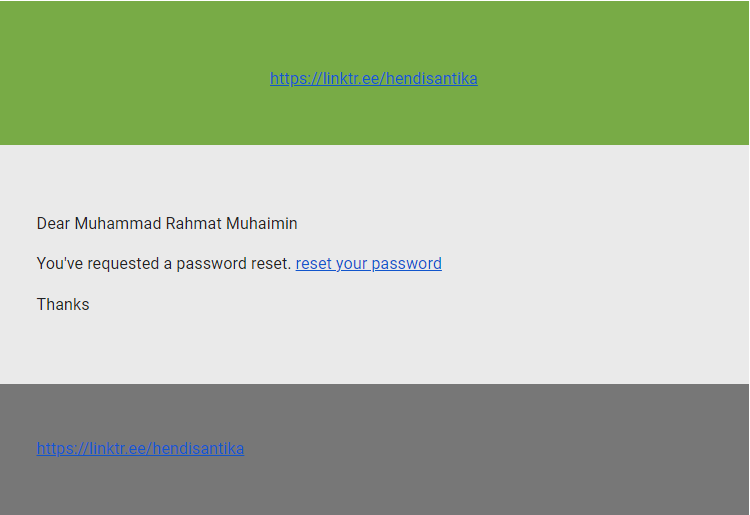 https://linktr.ee/hendisantika
Dear Muhammad Rahmat Muhaimin
You've requested a password reset. reset your password
Thanks
https://linktr.ee/hendisantika